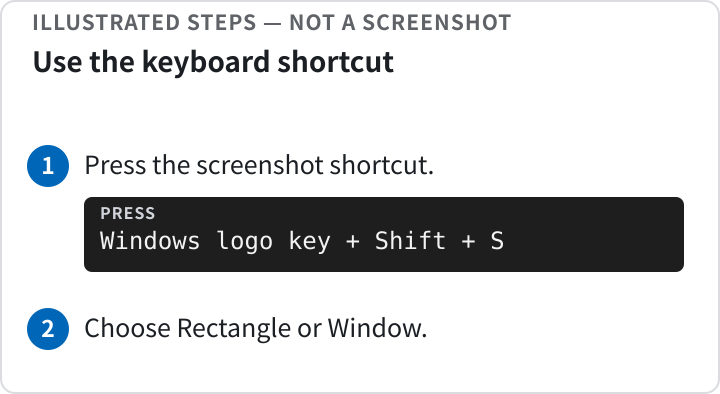 ILLUSTRATED STEPS — NOT A SCREENSHOT
Use the keyboard shortcut
1 Press the screenshot shortcut.
PRESS
Windows logo key + Shift + S
2 Choose Rectangle or Window.